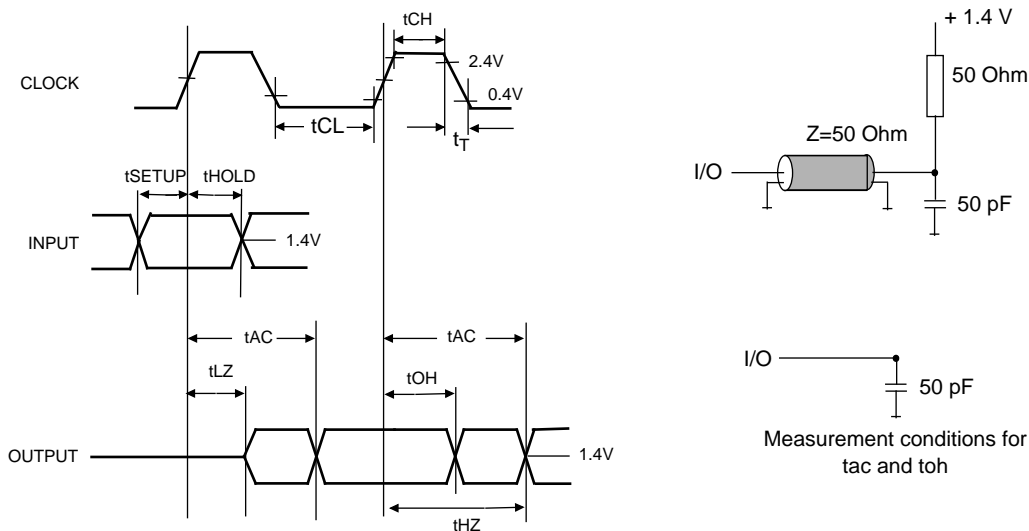 tCH
CLOCK
2.4V
0.4V
tCL
tT
tSETUP
tHOLD
INPUT
1.4V
tAC
tAC
tLZ
tOH
OUTPUT
1.4V
tHZ
+ 1.4 V
50 Ohm
Z=50 Ohm
I/O
50 pF
I/O
50 pF
Measurement conditions for
tac and toh